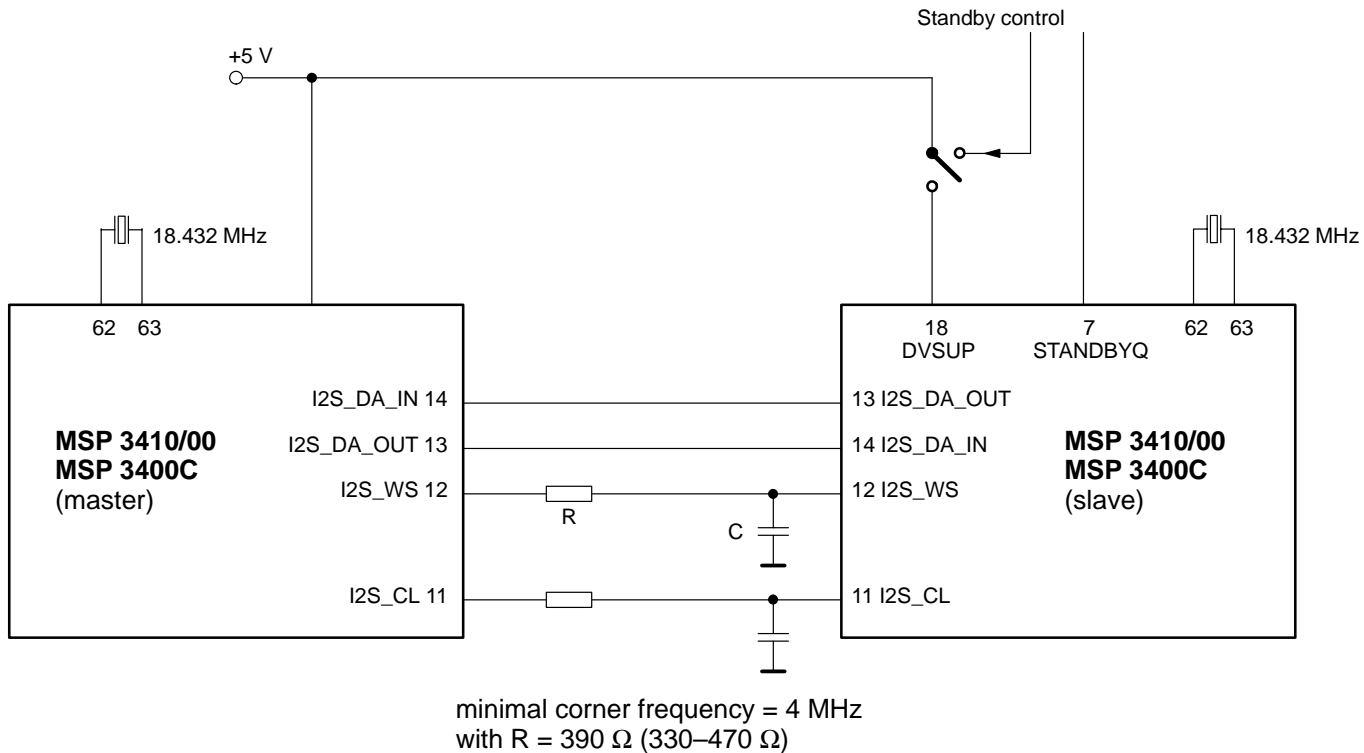 Standby control
+5 V
18.432 MHz
18.432 MHz
62 63
18
DVSUP
7
STANDBYQ
62 63
I2S_DA_IN 14
13 I2S_DA_OUT
MSP 3410/00
MSP 3400C
(master)
I2S_DA_OUT 13
14 I2S_DA_IN
MSP 3410/00
MSP 3400C
(slave)
I2S_WS 12
12 I2S_WS
R
C
I2S_CL 11
11 I2S_CL
minimal corner frequency = 4 MHz
with R = 390 Ω (330–470 Ω)